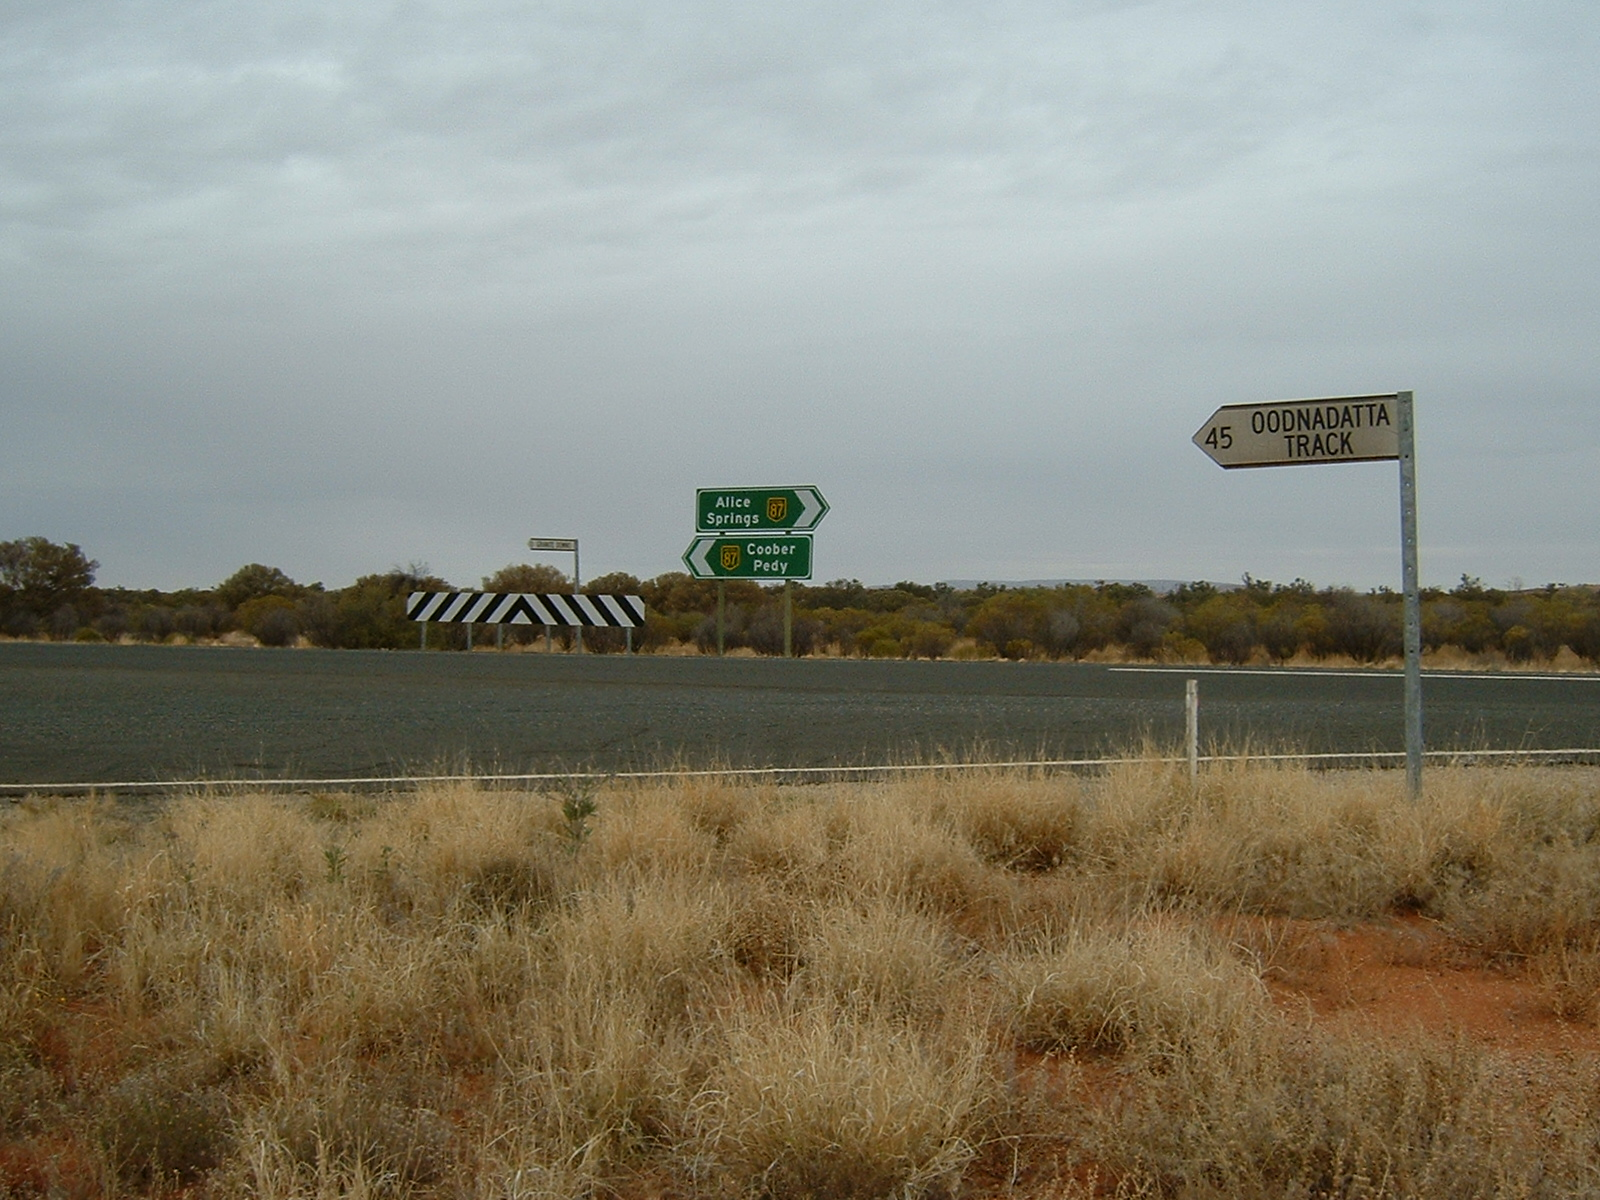 45 OODNADATTA
TRACK
Alice
Springs 87
87 Coober
Pedy